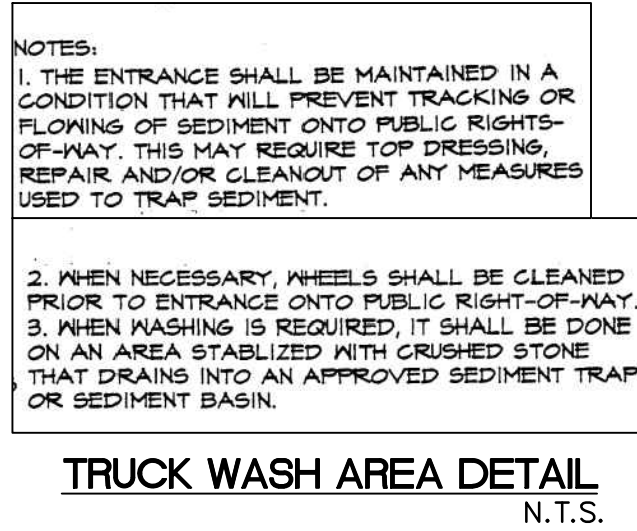 NOTES:
1. THE ENTRANCE SHALL BE MAINTAINED IN A
CONDITION THAT WILL PREVENT TRACKING OR
FLOWING OF SEDIMENT ONTO PUBLIC RIGHTS-
OF-WAY. THIS MAY REQUIRE TOP DRESSING,
REPAIR AND/OR CLEANOUT OF ANY MEASURES
USED TO TRAP SEDIMENT.
2. WHEN NECESSARY, WHEELS SHALL BE CLEANED
PRIOR TO ENTRANCE ONTO PUBLIC RIGHT-OF-WAY.
3. WHEN WASHING IS REQUIRED, IT SHALL BE DONE
ON AN AREA STABLIZED WITH CRUSHED STONE
THAT DRAINS INTO AN APPROVED SEDIMENT TRAP
OR SEDIMENT BASIN.
TRUCK WASH AREA DETAIL
N.T.S.